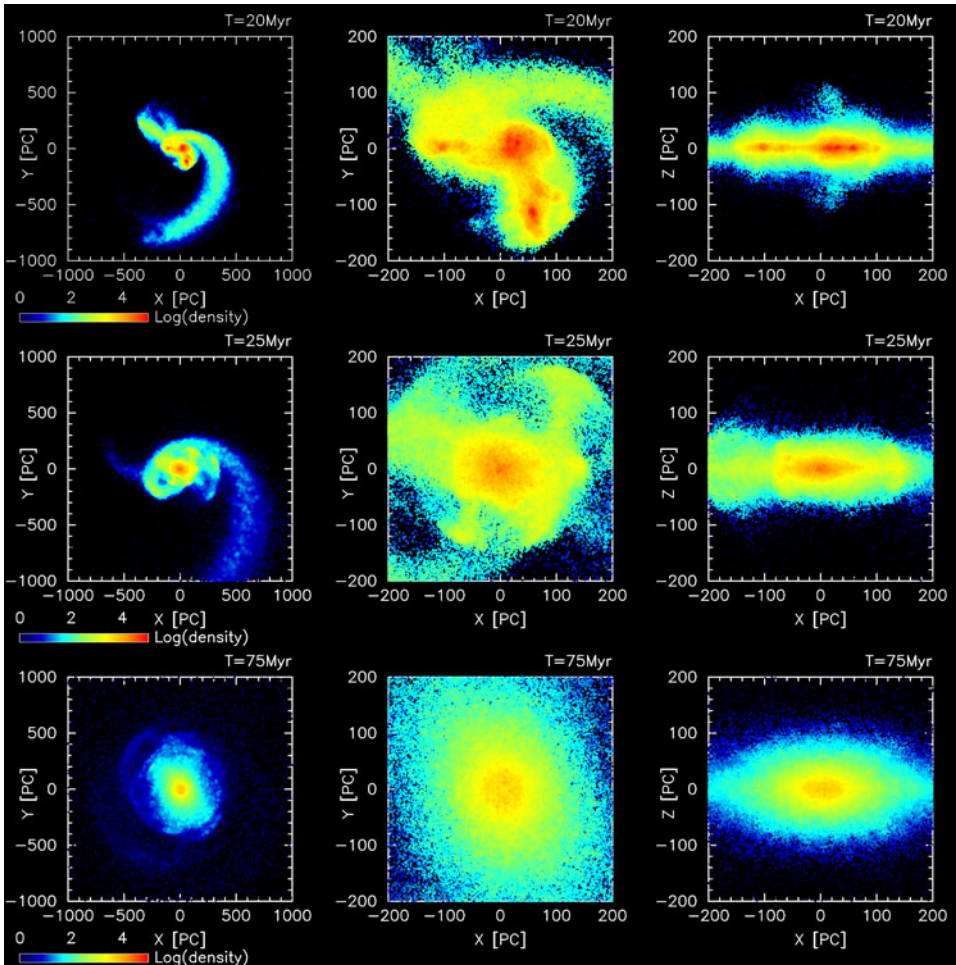 T=20Myr T=20Myr T=20Myr
1000 200 200
500 100 100
Y [PC] 0 Y [PC] 0 Z [PC] 0
−500 −100 −100
−1000 −200 −200
−1000 −500 0 500 1000 −200 −100 0 100 200 −200 −100 0 100 200
0 2 4 X [PC] X [PC] X [PC]
Log(density)
T=25Myr T=25Myr T=25Myr
1000 200 200
500 100 100
Y [PC] 0 Y [PC] 0 Z [PC] 0
−500 −100 −100
−1000 −200 −200
−1000 −500 0 500 1000 −200 −100 0 100 200 −200 −100 0 100 200
0 2 4 X [PC] X [PC] X [PC]
Log(density)
T=75Myr T=75Myr T=75Myr
1000 200 200
500 100 100
Y [PC] 0 Y [PC] 0 Z [PC] 0
−500 −100 −100
−1000 −200 −200
−1000 −500 0 500 1000 −200 −100 0 100 200 −200 −100 0 100 200
0 2 4 X [PC] X [PC] X [PC]
Log(density)